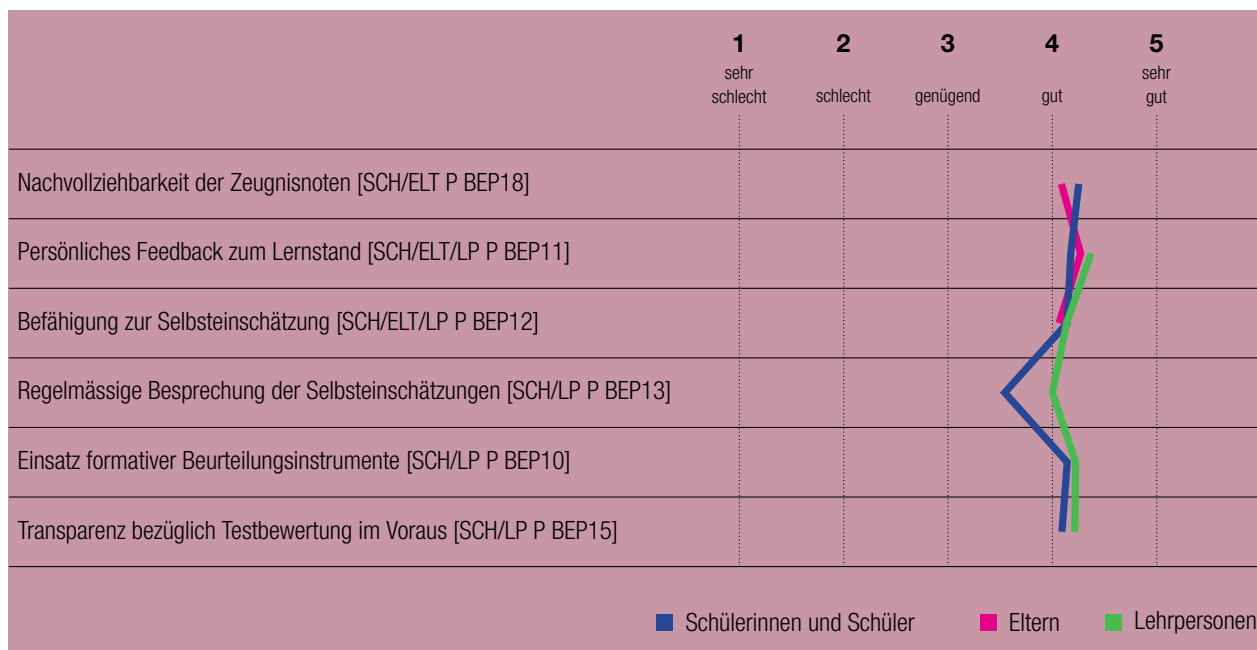 1 2 3 4 5
sehr sehr
schlecht schlecht genügend gut gut
Nachvollziehbarkeit der Zeugnisnoten [SCH/ELT P BEP18]
Persönliches Feedback zum Lernstand [SCH/ELT/LP P BEP11]
Befähigung zur Selbsteinschätzung [SCH/ELT/LP P BEP12]
Regelmässige Besprechung der Selbsteinschätzungen [SCH/LP P BEP13]
Einsatz formativer Beurteilungsinstrumente [SCH/LP P BEP10]
Transparenz bezüglich Testbewertung im Voraus [SCH/LP P BEP15]
Schülerinnen und Schüler Eltern Lehrpersonen